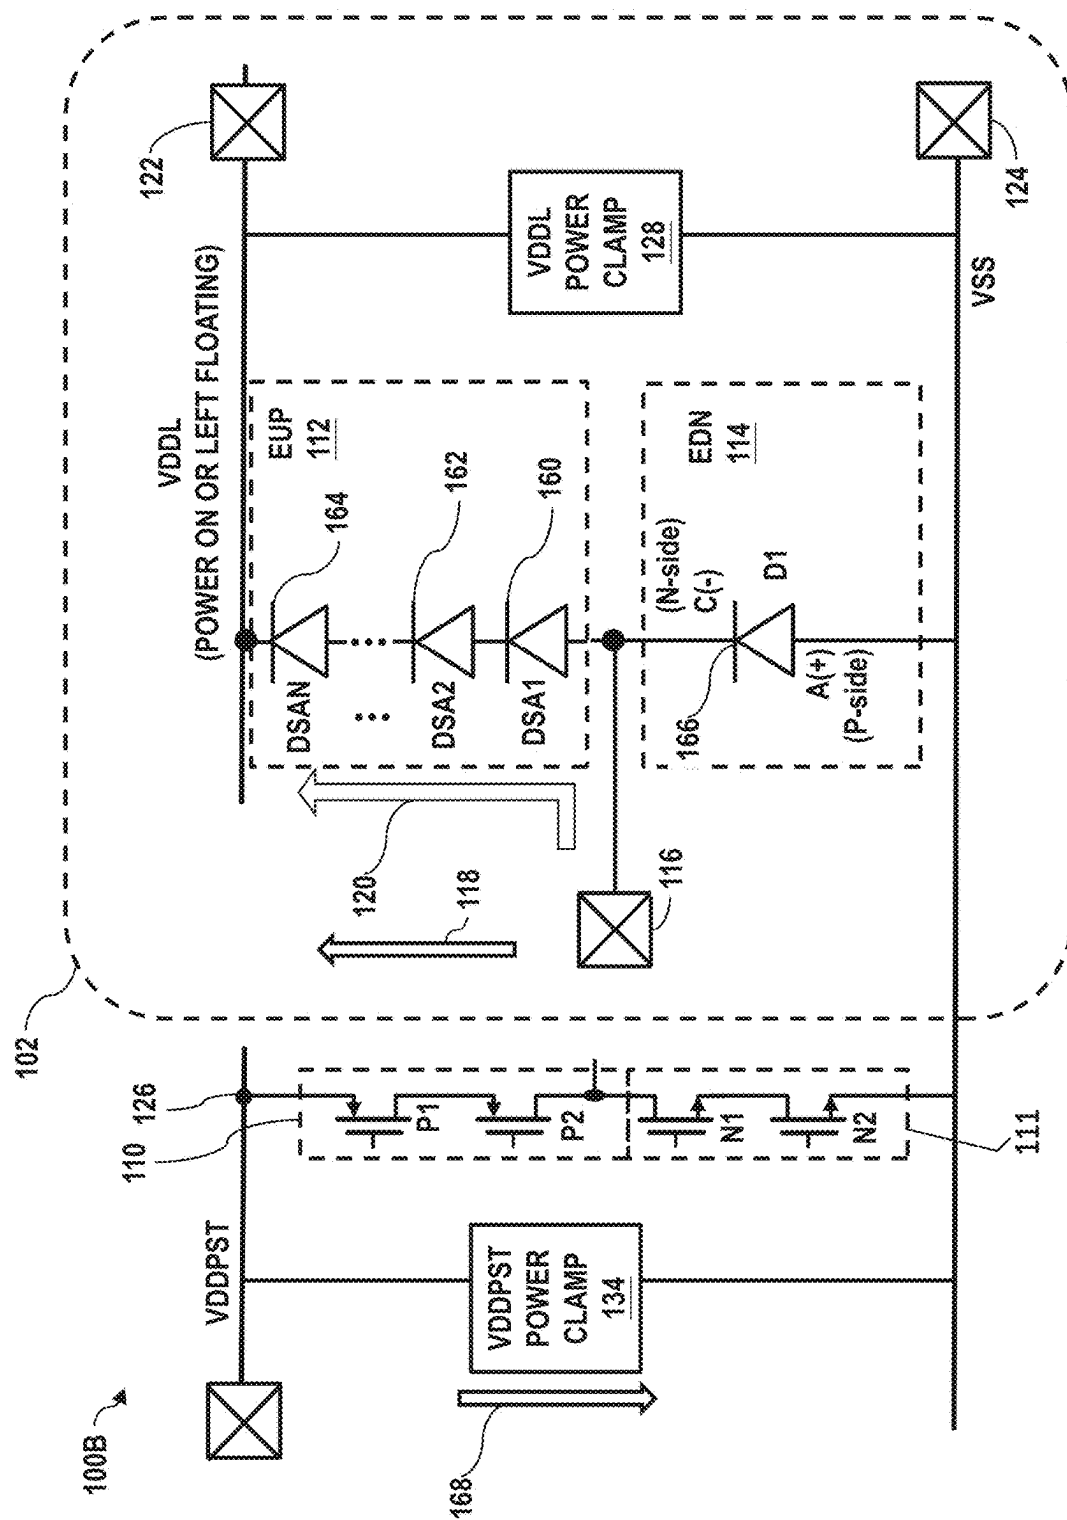 100B
102
VDDPST
126
110
P1
P2
N1
N2
111
VDDPST
POWER
CLAMP
134
168
VDDL
(POWER ON OR LEFT FLOATING)
122
120
118
116
EUP
112
DSAN
164
...
...
DSA2
162
DSA1
160
EDN
114
(N-side)
C(-)
166
D1
A(+)
(P-side)
VDDL
POWER
CLAMP
128
VSS
124